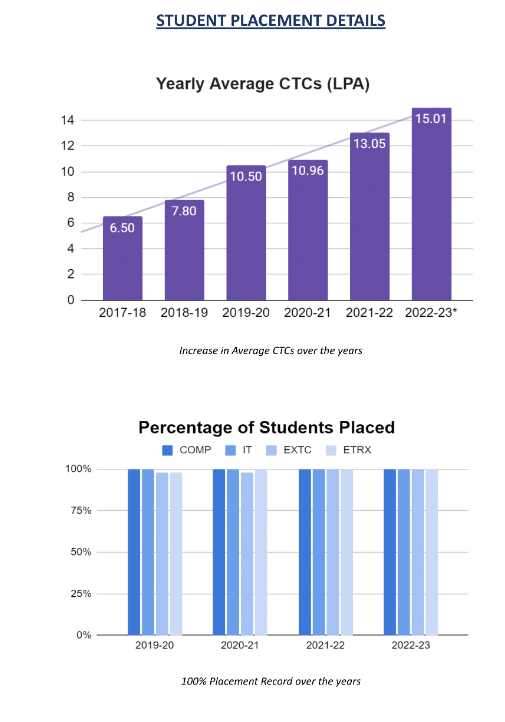 STUDENT PLACEMENT DETAILS
Yearly Average CTCs (LPA)
14
12
10
8
6
4
2
0
6.50
7.80
10.50
10.96
13.05
15.01
2017-18 2018-19 2019-20 2020-21 2021-22 2022-23*
Increase in Average CTCs over the years
Percentage of Students Placed
COMP IT EXTC ETRX
100%
75%
50%
25%
0%
2019-20 2020-21 2021-22 2022-23
100% Placement Record over the years